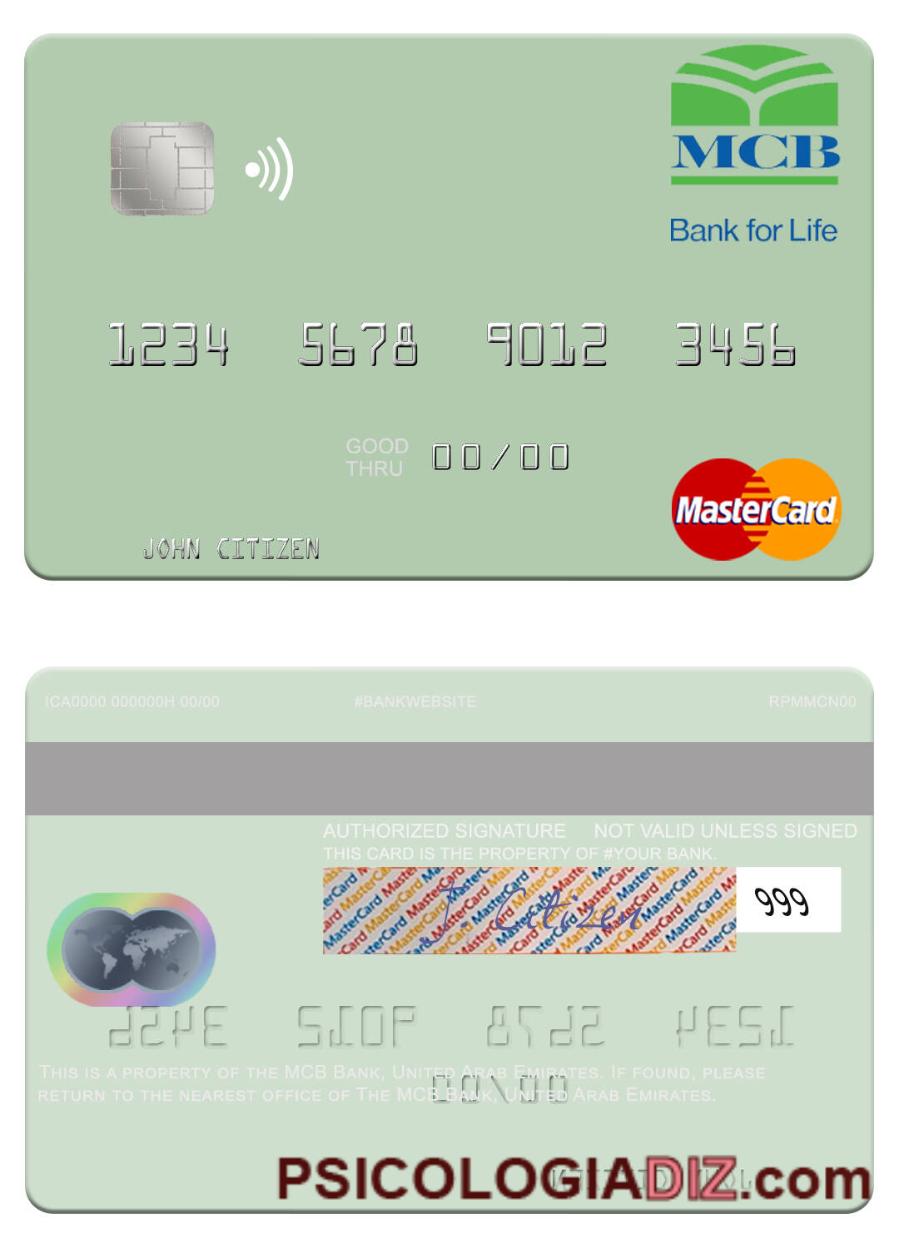 MCB
Bank for Life
1234 5678 9012 3456
GOOD THRU 00/00
MasterCard
JOHN CITIZEN
ICA0000 000000H 00/00 #BANKWEBSITE RPMMCN00
AUTHORIZED SIGNATURE NOT VALID UNLESS SIGNED
THIS CARD IS THE PROPERTY OF #YOUR BANK.
J Citizen 999
THIS IS A PROPERTY OF THE MCB BANK, UNITED ARAB EMIRATES. IF FOUND, PLEASE
RETURN TO THE NEAREST OFFICE OF THE MCB BANK, UNITED ARAB EMIRATES.
PSICOLOGIADIZ.com